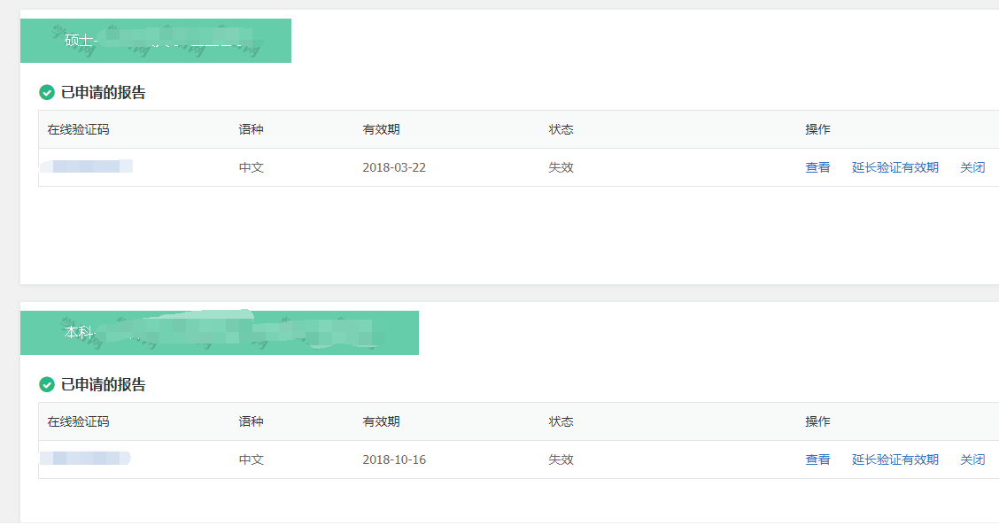 硕士-
已申请的报告
在线验证码 语种 有效期 状态 操作
中文 2018-03-22 失效 查看 延长验证有效期 关闭
本科-
已申请的报告
在线验证码 语种 有效期 状态 操作
中文 2018-10-16 失效 查看 延长验证有效期 关闭